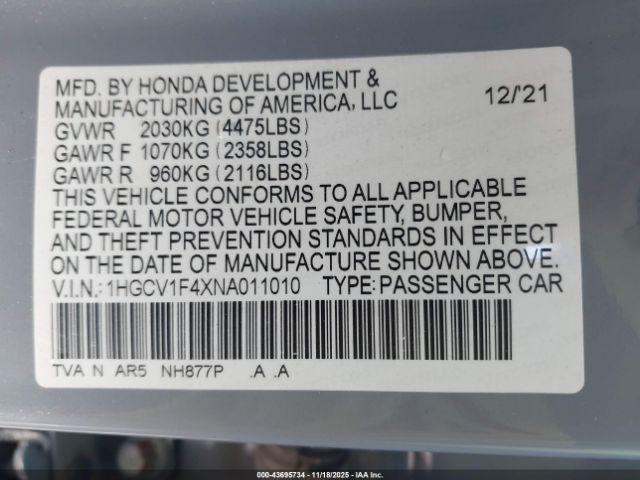 MFD. BY HONDA DEVELOPMENT &
MANUFACTURING OF AMERICA, LLC 12/'21
GVWR 2030KG (4475LBS)
GAWR F 1070KG (2358LBS)
GAWR R 960KG (2116LBS)
THIS VEHICLE CONFORMS TO ALL APPLICABLE
FEDERAL MOTOR VEHICLE SAFETY, BUMPER,
AND THEFT PREVENTION STANDARDS IN EFFECT
ON THE DATE OF MANUFACTURE SHOWN ABOVE.
V.I.N.: 1HGCV1F4XNA011010 TYPE: PASSENGER CAR
TVA N AR5 NH877P .A .A
000-43695734 - 11/18/2025 - IAA Inc.